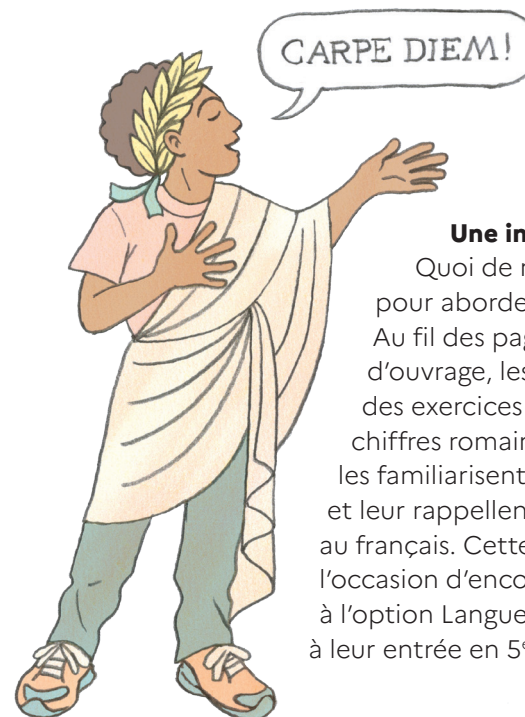 CARPE DIEM!
Une in
Quoi de
pour aborde
Au fil des pag
d'ouvrage, les
des exercices
chiffres romain
les familiarisent
et leur rappellen
au français. Cette
l'occasion d'enco
à l'option Langue
à leur entrée en 5ᵉ